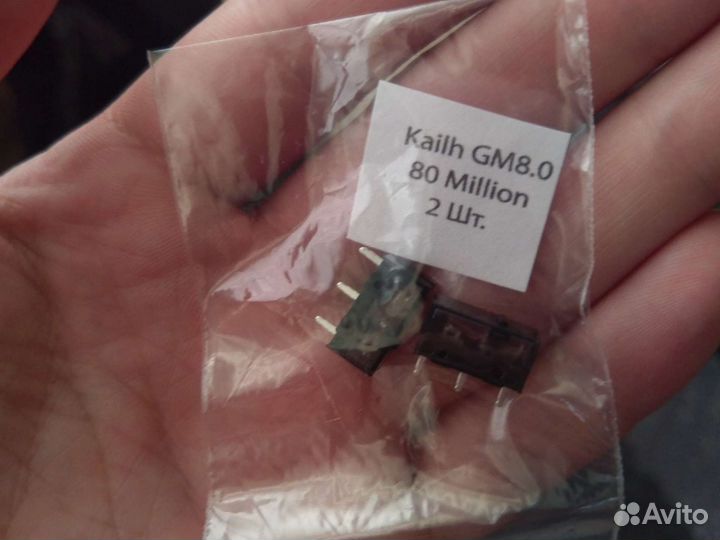 Kailh GM8.0
80 Million
2 Шт.
Avito